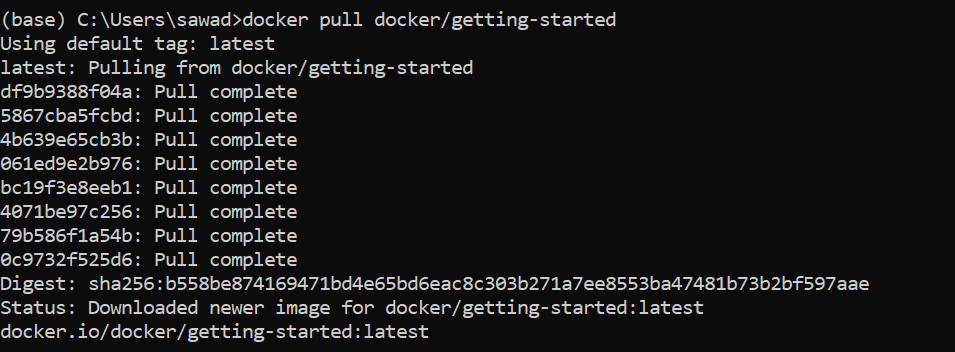 (base) C:\Users\sawad>docker pull docker/getting-started
Using default tag: latest
latest: Pulling from docker/getting-started
df9b9388f04a: Pull complete
5867cba5fcbd: Pull complete
4b639e65cb3b: Pull complete
061ed9e2b976: Pull complete
bc19f3e8eeb1: Pull complete
4071be97c256: Pull complete
79b586f1a54b: Pull complete
0c9732f525d6: Pull complete
Digest: sha256:b558be874169471bd4e65bd6eac8c303b271a7ee8553ba47481b73b2bf597aae
Status: Downloaded newer image for docker/getting-started:latest
docker.io/docker/getting-started:latest